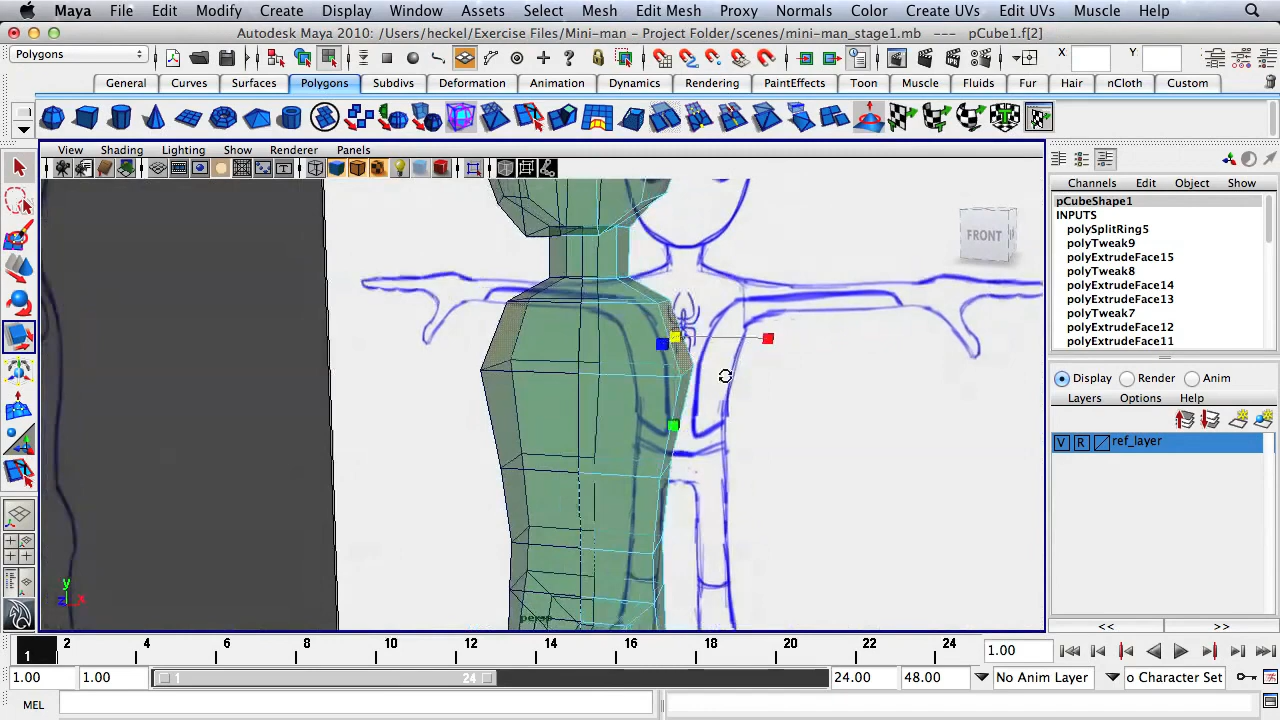 Maya File Edit Modify Create Display Window Assets Select Mesh Edit Mesh Proxy Normals Color Create UVs Edit UVs Muscle Help
Autodesk Maya 2010: /Users/heckel/Exercise Files/Mini-man - Project Folder/scenes/mini-man_stage1.mb --- pCube1.f[2]
Polygons X Y
General Curves Surfaces Polygons Subdivs Deformation Animation Dynamics Rendering PaintEffects Toon Muscle Fluids Fur Hair nCloth Custom
View Shading Lighting Show Renderer Panels
Channels Edit Object Show
pCubeShape1
INPUTS
polySplitRing5
polyTweak9
polyExtrudeFace15
polyTweak8
polyExtrudeFace14
polyExtrudeFace13
polyTweak7
polyExtrudeFace12
polyExtrudeFace11
FRONT
Display Render Anim
Layers Options Help
V R ref_layer
y
z x
persp
<< >>
1 2 4 6 8 10 12 14 16 18 20 22 24 1.00
1.00 1.00 1 24 24.00 48.00 No Anim Layer o Character Set
MEL